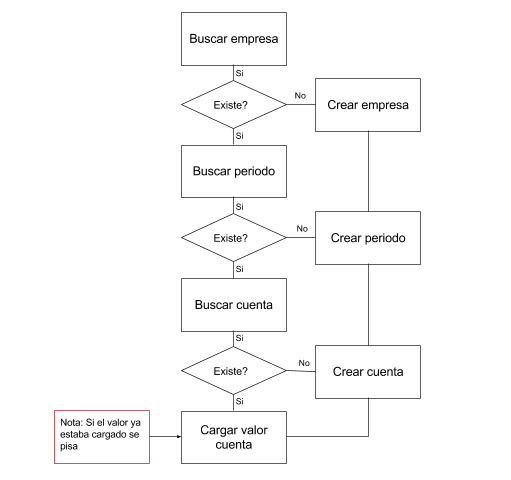 Buscar empresa
Si
Existe?
No
Crear empresa
Si
Buscar periodo
Si
Existe?
No
Crear periodo
Si
Buscar cuenta
Si
Existe?
No
Crear cuenta
Si
Nota: Si el valor ya
estaba cargado se
pisa
Cargar valor
cuenta